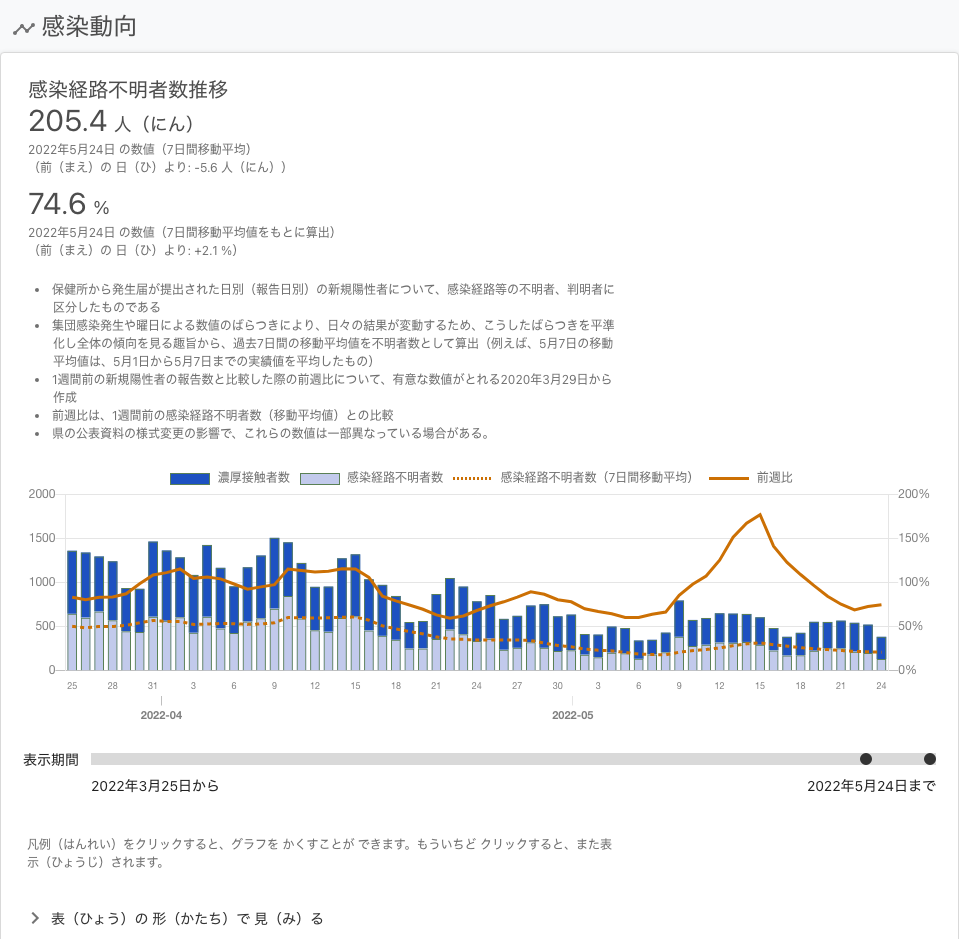 感染動向
感染経路不明者数推移
205.4 人（にん）
2022年5月24日 の数値（7日間移動平均）
（前（まえ）の 日（ひ）より: -5.6 人（にん））
74.6 %
2022年5月24日 の数値（7日間移動平均値をもとに算出）
（前（まえ）の 日（ひ）より: +2.1 %）
• 保健所から発生届が提出された日別（報告日別）の新規陽性者について、感染経路等の不明者、判明者に
区分したものである
• 集団感染発生や曜日による数値のばらつきにより、日々の結果が変動するため、こうしたばらつきを平準
化し全体の傾向を見る趣旨から、過去7日間の移動平均値を不明者数として算出（例えば、5月7日の移動
平均値は、5月1日から5月7日までの実績値を平均したもの）
• 1週間前の新規陽性者の報告数と比較した際の前週比について、有意な数値がとれる2020年3月29日から
作成
• 前週比は、1週間前の感染経路不明者数（移動平均値）との比較
• 県の公表資料の様式変更の影響で、これらの数値は一部異なっている場合がある。
濃厚接触者数 感染経路不明者数 感染経路不明者数（7日間移動平均） 前週比
2000 200%
1500 150%
1000 100%
500 50%
0 0%
25 28 31 3 6 9 12 15 18 21 24 27 30 3 6 9 12 15 18 21 24
2022-04 2022-05
表示期間
2022年3月25日から 2022年5月24日まで
凡例（はんれい）をクリックすると、グラフを かくすことが できます。もういちど クリックすると、また表
示（ひょうじ）されます。
表（ひょう）の 形（かたち）で 見（み）る